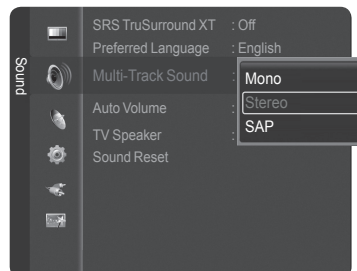 Sound
SRS TruSurround XT : Off
Preferred Language : English
Multi-Track Sound :
Auto Volume :
TV Speaker :
Sound Reset
Mono
Stereo
SAP